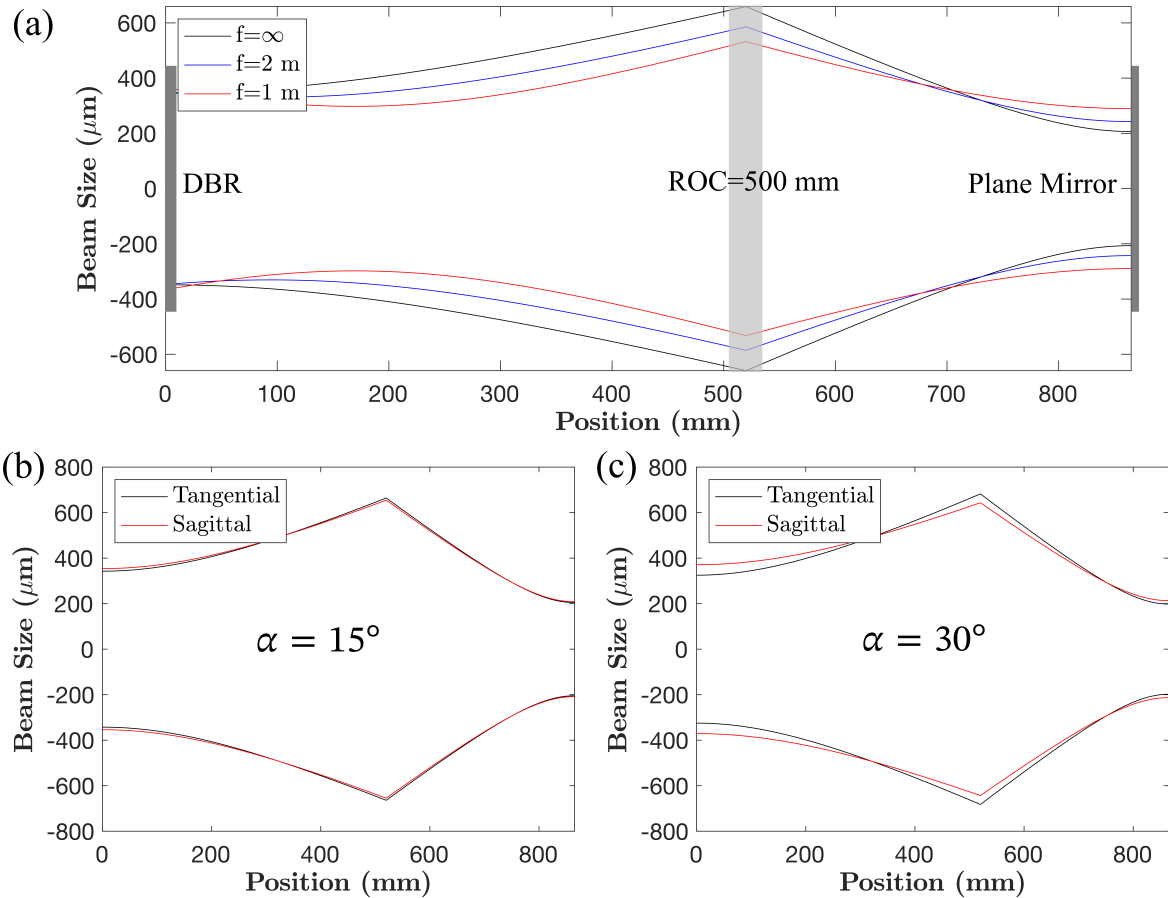 (a)
Beam Size (μm)
600
400
200
0
-200
-400
-600
f=∞
f=2 m
f=1 m
DBR
ROC=500 mm
Plane Mirror
0 100 200 300 400 500 600 700 800
Position (mm)
(b)
Beam Size (μm)
800
600
400
200
0
-200
-400
-600
-800
Tangential
Sagittal
α = 15°
0 200 400 600 800
Position (mm)
(c)
Beam Size (μm)
800
600
400
200
0
-200
-400
-600
-800
Tangential
Sagittal
α = 30°
0 200 400 600 800
Position (mm)